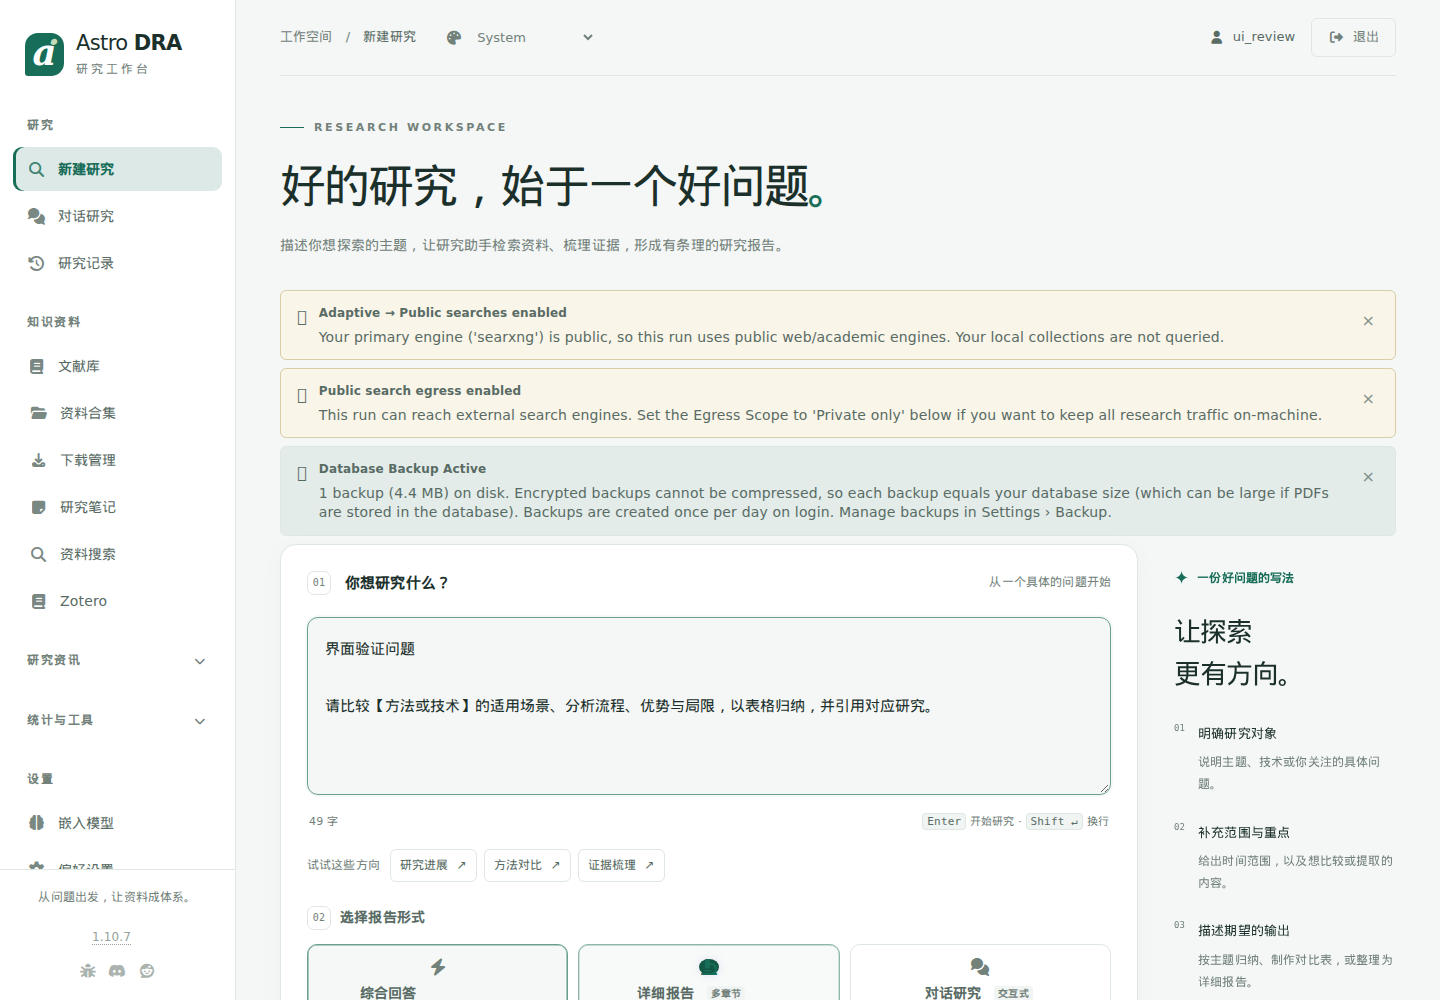 Astro DRA
研究工作台
研究
新建研究
对话研究
研究记录
知识资料
文献库
资料合集
下载管理
研究笔记
资料搜索
Zotero
研究资讯
统计与工具
设置
嵌入模型
偏好设置
从问题出发，让资料成体系。
1.10.7
工作空间 / 新建研究
System
ui_review
退出
RESEARCH WORKSPACE
好的研究，始于一个好问题。
描述你想探索的主题，让研究助手检索资料、梳理证据，形成有条理的研究报告。
Adaptive → Public searches enabled
Your primary engine ('searxng') is public, so this run uses public web/academic engines. Your local collections are not queried.
×
Public search egress enabled
This run can reach external search engines. Set the Egress Scope to 'Private only' below if you want to keep all research traffic on-machine.
×
Database Backup Active
1 backup (4.4 MB) on disk. Encrypted backups cannot be compressed, so each backup equals your database size (which can be large if PDFs
are stored in the database). Backups are created once per day on login. Manage backups in Settings › Backup.
×
01 你想研究什么？
从一个具体的问题开始
界面验证问题
请比较【方法或技术】的适用场景、分析流程、优势与局限，以表格归纳，并引用对应研究。
49 字
Enter 开始研究 · Shift ↵ 换行
试试这些方向
研究进展 ↗
方法对比 ↗
证据梳理 ↗
02 选择报告形式
综合回答
详细报告 多章节
对话研究 交互式
✦ 一份好问题的写法
让探索
更有方向。
01 明确研究对象
说明主题、技术或你关注的具体问
题。
02 补充范围与重点
给出时间范围，以及想比较或提取的
内容。
03 描述期望的输出
按主题归纳、制作对比表，或整理为
详细报告。